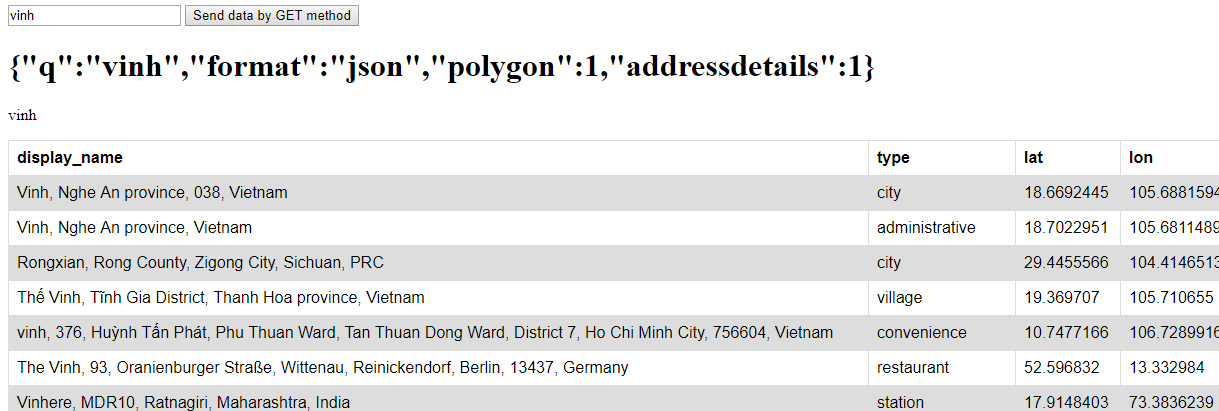 vinh Send data by GET method
{"q":"vinh","format":"json","polygon":1,"addressdetails":1}
vinh
display_name type lat lon
Vinh, Nghe An province, 038, Vietnam city 18.6692445 105.6881594
Vinh, Nghe An province, Vietnam administrative 18.7022951 105.6811489
Rongxian, Rong County, Zigong City, Sichuan, PRC city 29.4455566 104.4146513
Thế Vinh, Tĩnh Gia District, Thanh Hoa province, Vietnam village 19.369707 105.710655
vinh, 376, Huỳnh Tấn Phát, Phu Thuan Ward, Tan Thuan Dong Ward, District 7, Ho Chi Minh City, 756604, Vietnam convenience 10.7477166 106.7289916
The Vinh, 93, Oranienburger Straße, Wittenau, Reinickendorf, Berlin, 13437, Germany restaurant 52.596832 13.332984
Vinhere, MDR10, Ratnagiri, Maharashtra, India station 17.9148403 73.3836239